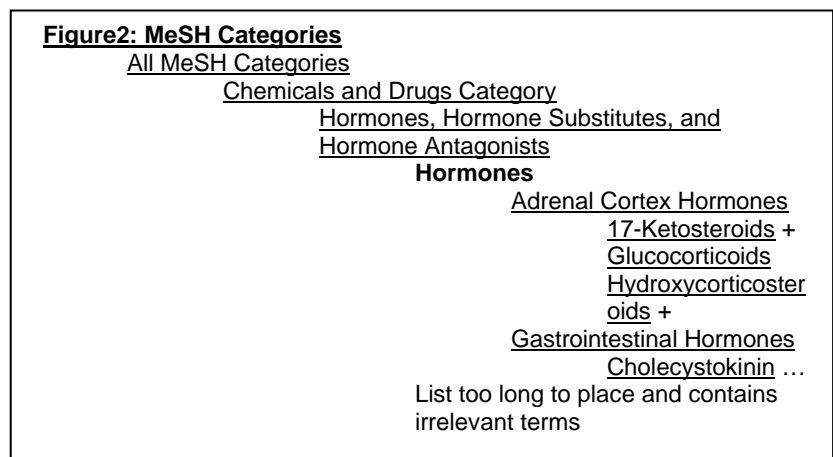 Figure2: MeSH Categories
All MeSH Categories
Chemicals and Drugs Category
Hormones, Hormone Substitutes, and
Hormone Antagonists
Hormones
Adrenal Cortex Hormones
17-Ketosteroids +
Glucocorticoids
Hydroxycorticoster
oids +
Gastrointestinal Hormones
Cholecystokinin …
List too long to place and contains
irrelevant terms